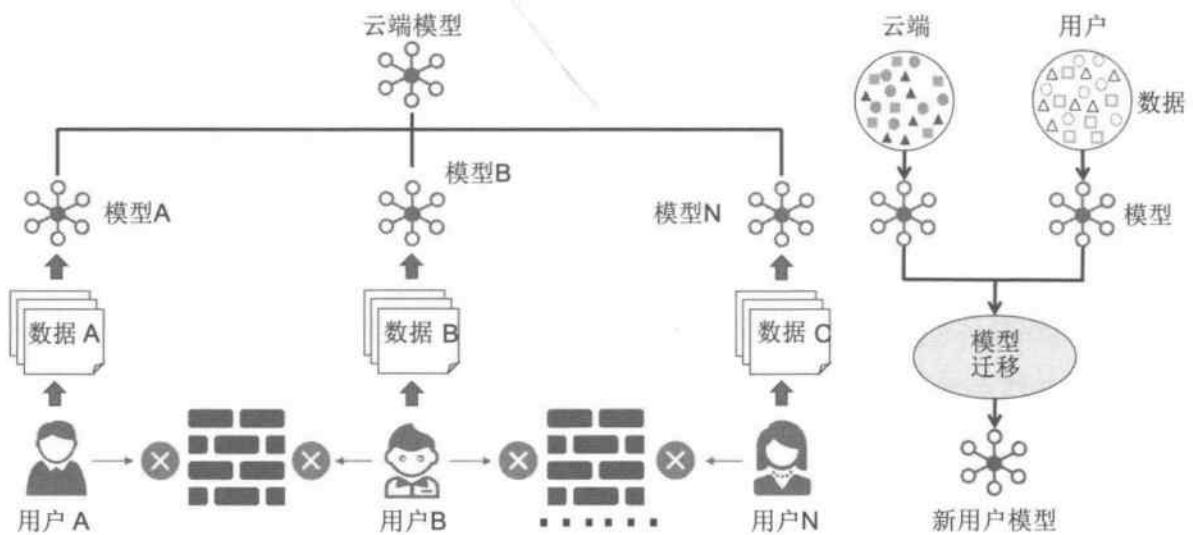 云端模型
云端
用户
数据
模型A
模型B
模型N
模型
数据 A
数据 B
数据 C
模型
迁移
用户 A
用户B
用户N
新用户模型